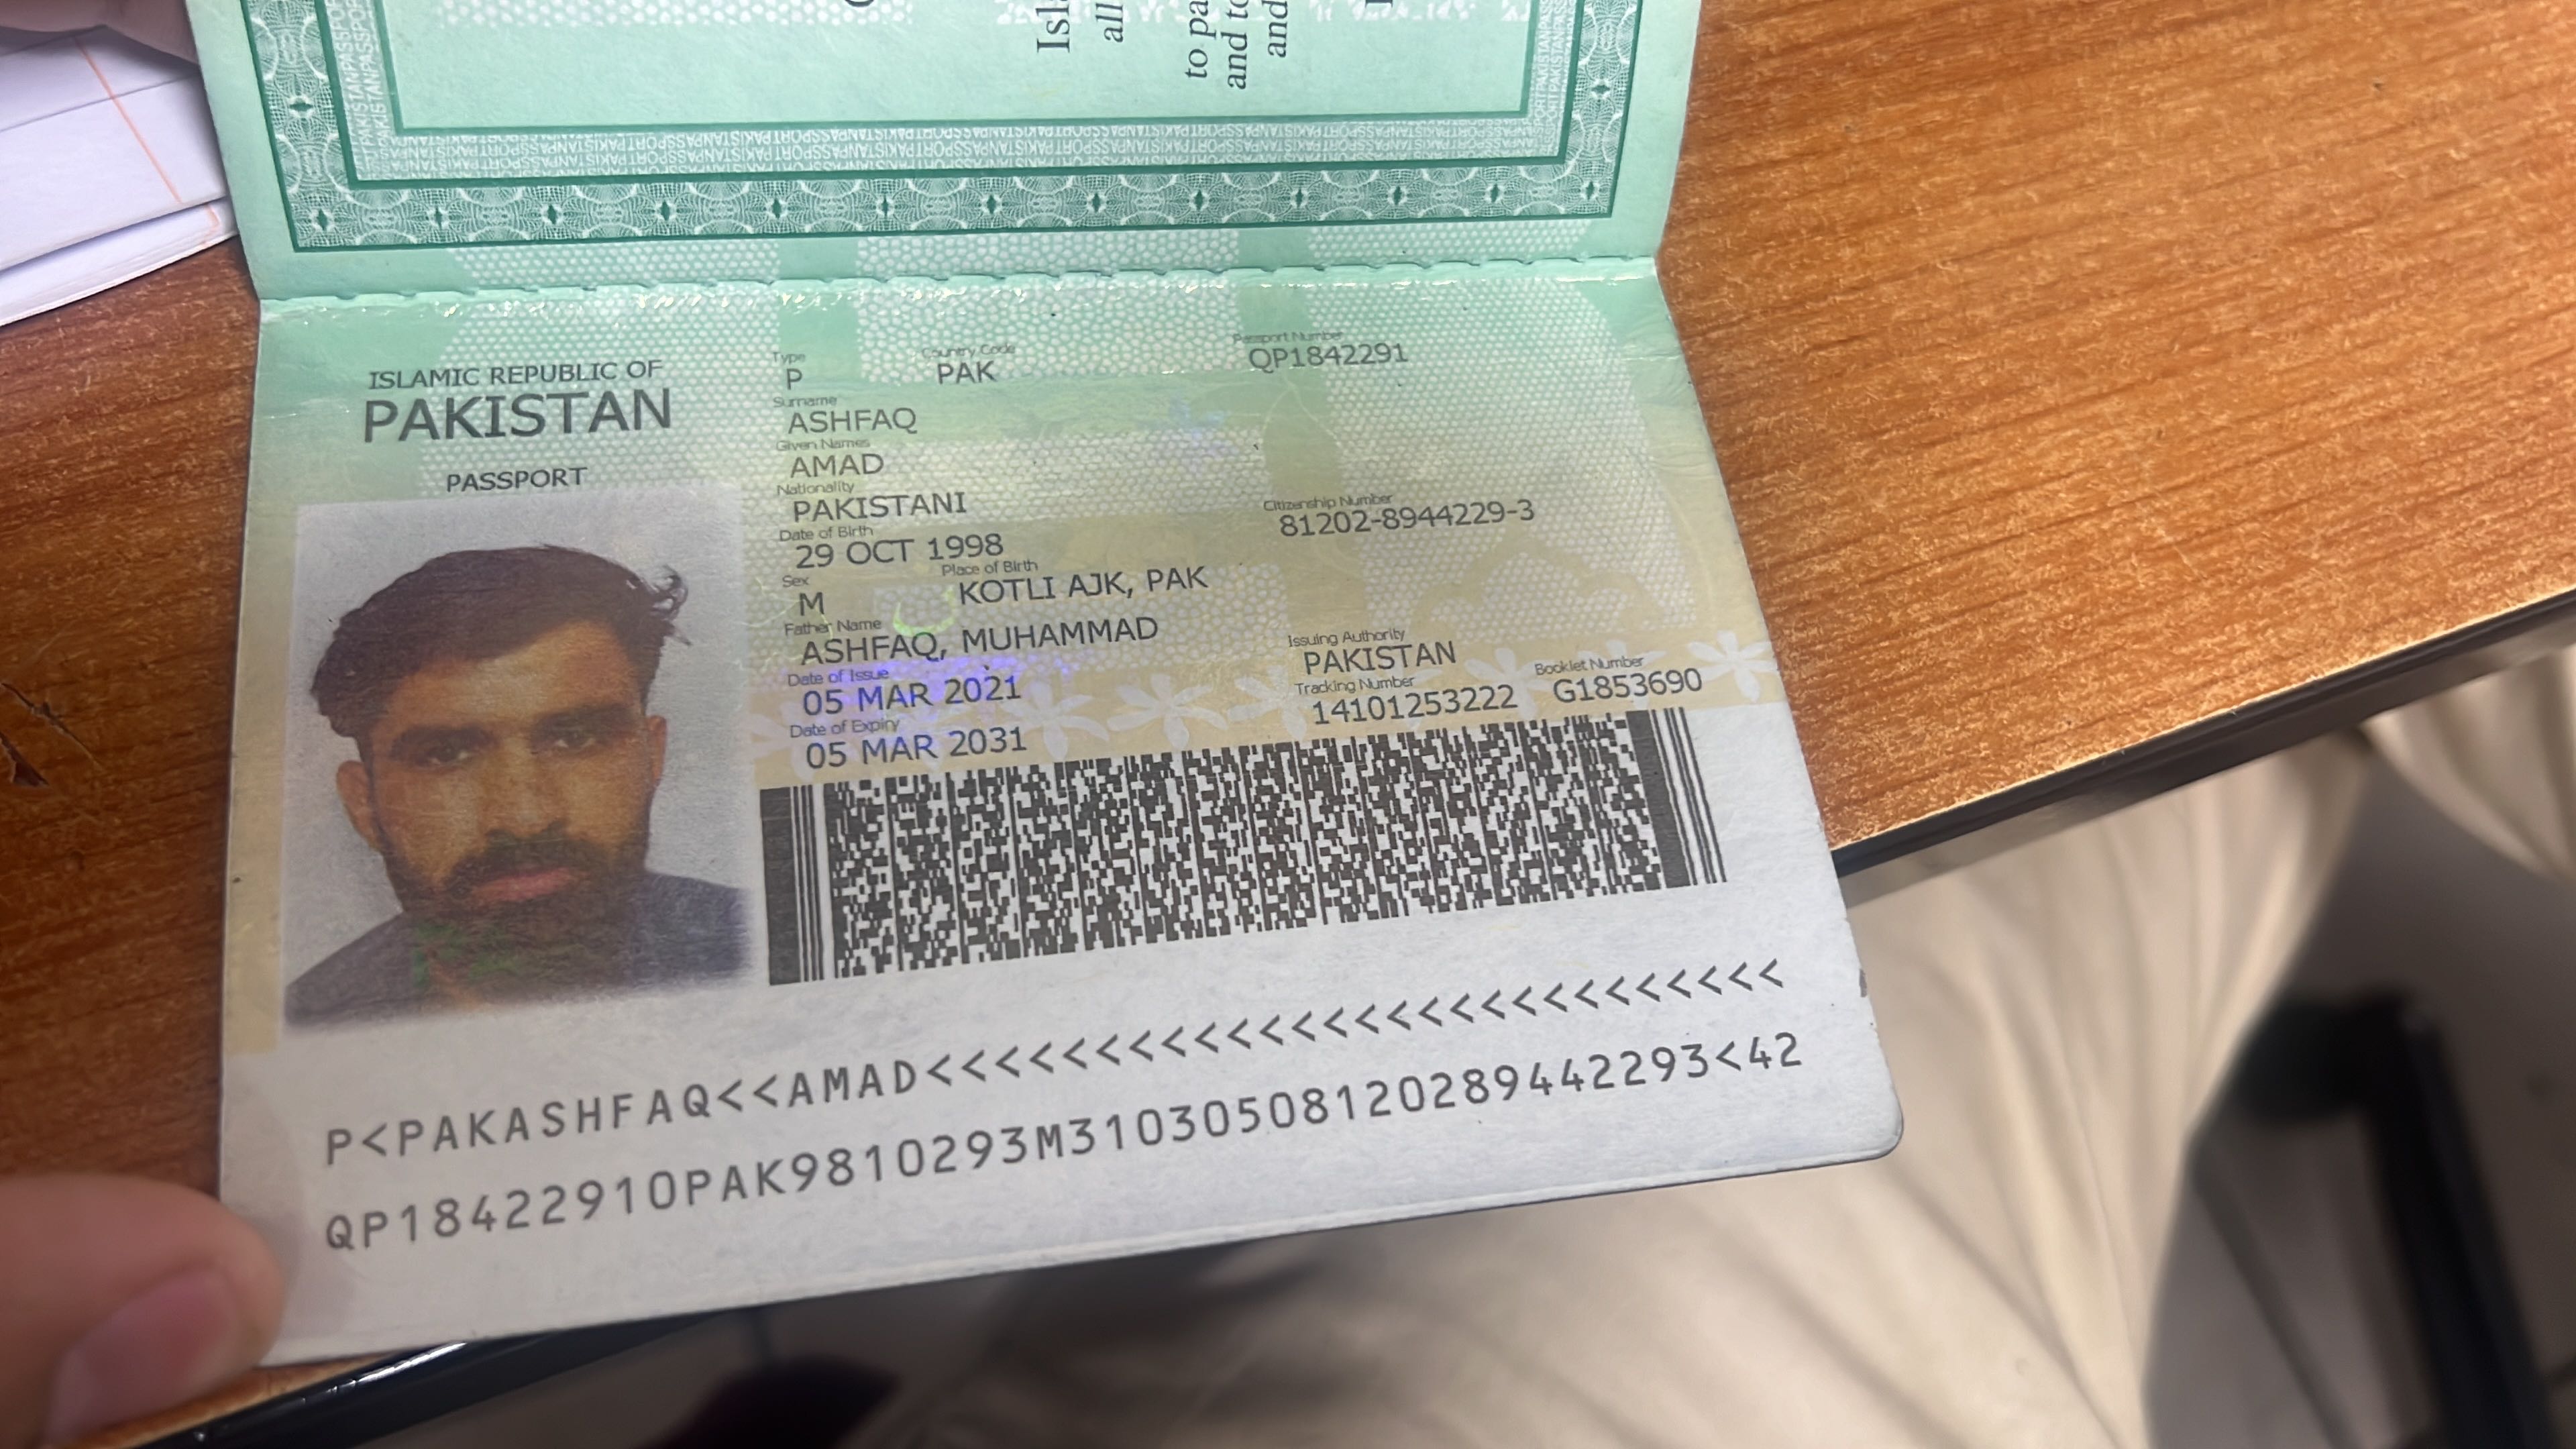 ISLAMIC REPUBLIC OF
PAKISTAN
PASSPORT
Type
P
Country Code
PAK
Passport Number
QP1842291
Surname
ASHFAQ
Given Names
AMAD
Nationality
PAKISTANI
Citizenship Number
81202-8944229-3
Date of Birth
29 OCT 1998
Sex
M
Place of Birth
KOTLI AJK, PAK
Father Name
ASHFAQ, MUHAMMAD
Date of Issue
05 MAR 2021
Issuing Authority
PAKISTAN
Date of Expiry
05 MAR 2031
Tracking Number
14101253222
Booklet Number
G1853690
P<PAKASHFAQ<<AMAD<<<<<<<<<<<<<<<<<<<<<<<<<<<
QP18422910PAK9810293M31030508120289442293<42
Isl
all
to pa
and to
and